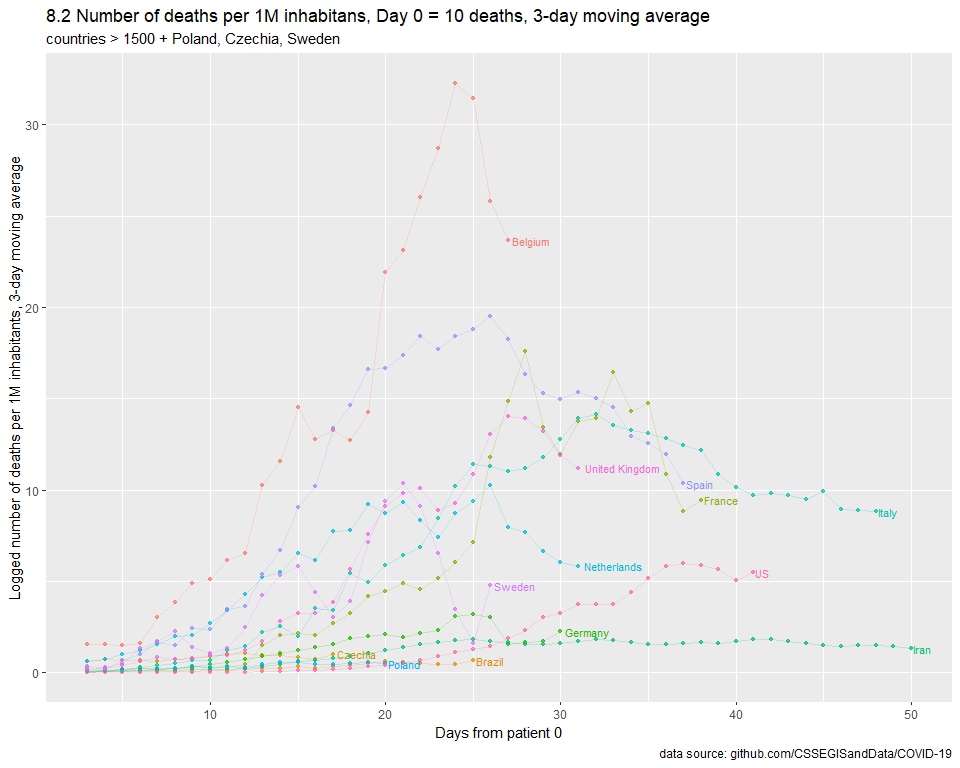 8.2 Number of deaths per 1M inhabitans, Day 0 = 10 deaths, 3-day moving average
countries > 1500 + Poland, Czechia, Sweden
Logged number of deaths per 1M inhabitants, 3-day moving average
30
20
10
0
Belgium
United Kingdom
Spain
France
Italy
Netherlands
US
Sweden
Germany
Iran
Czechia
Brazil
Poland
10
20
30
40
50
Days from patient 0
data source: github.com/CSSEGISandData/COVID-19